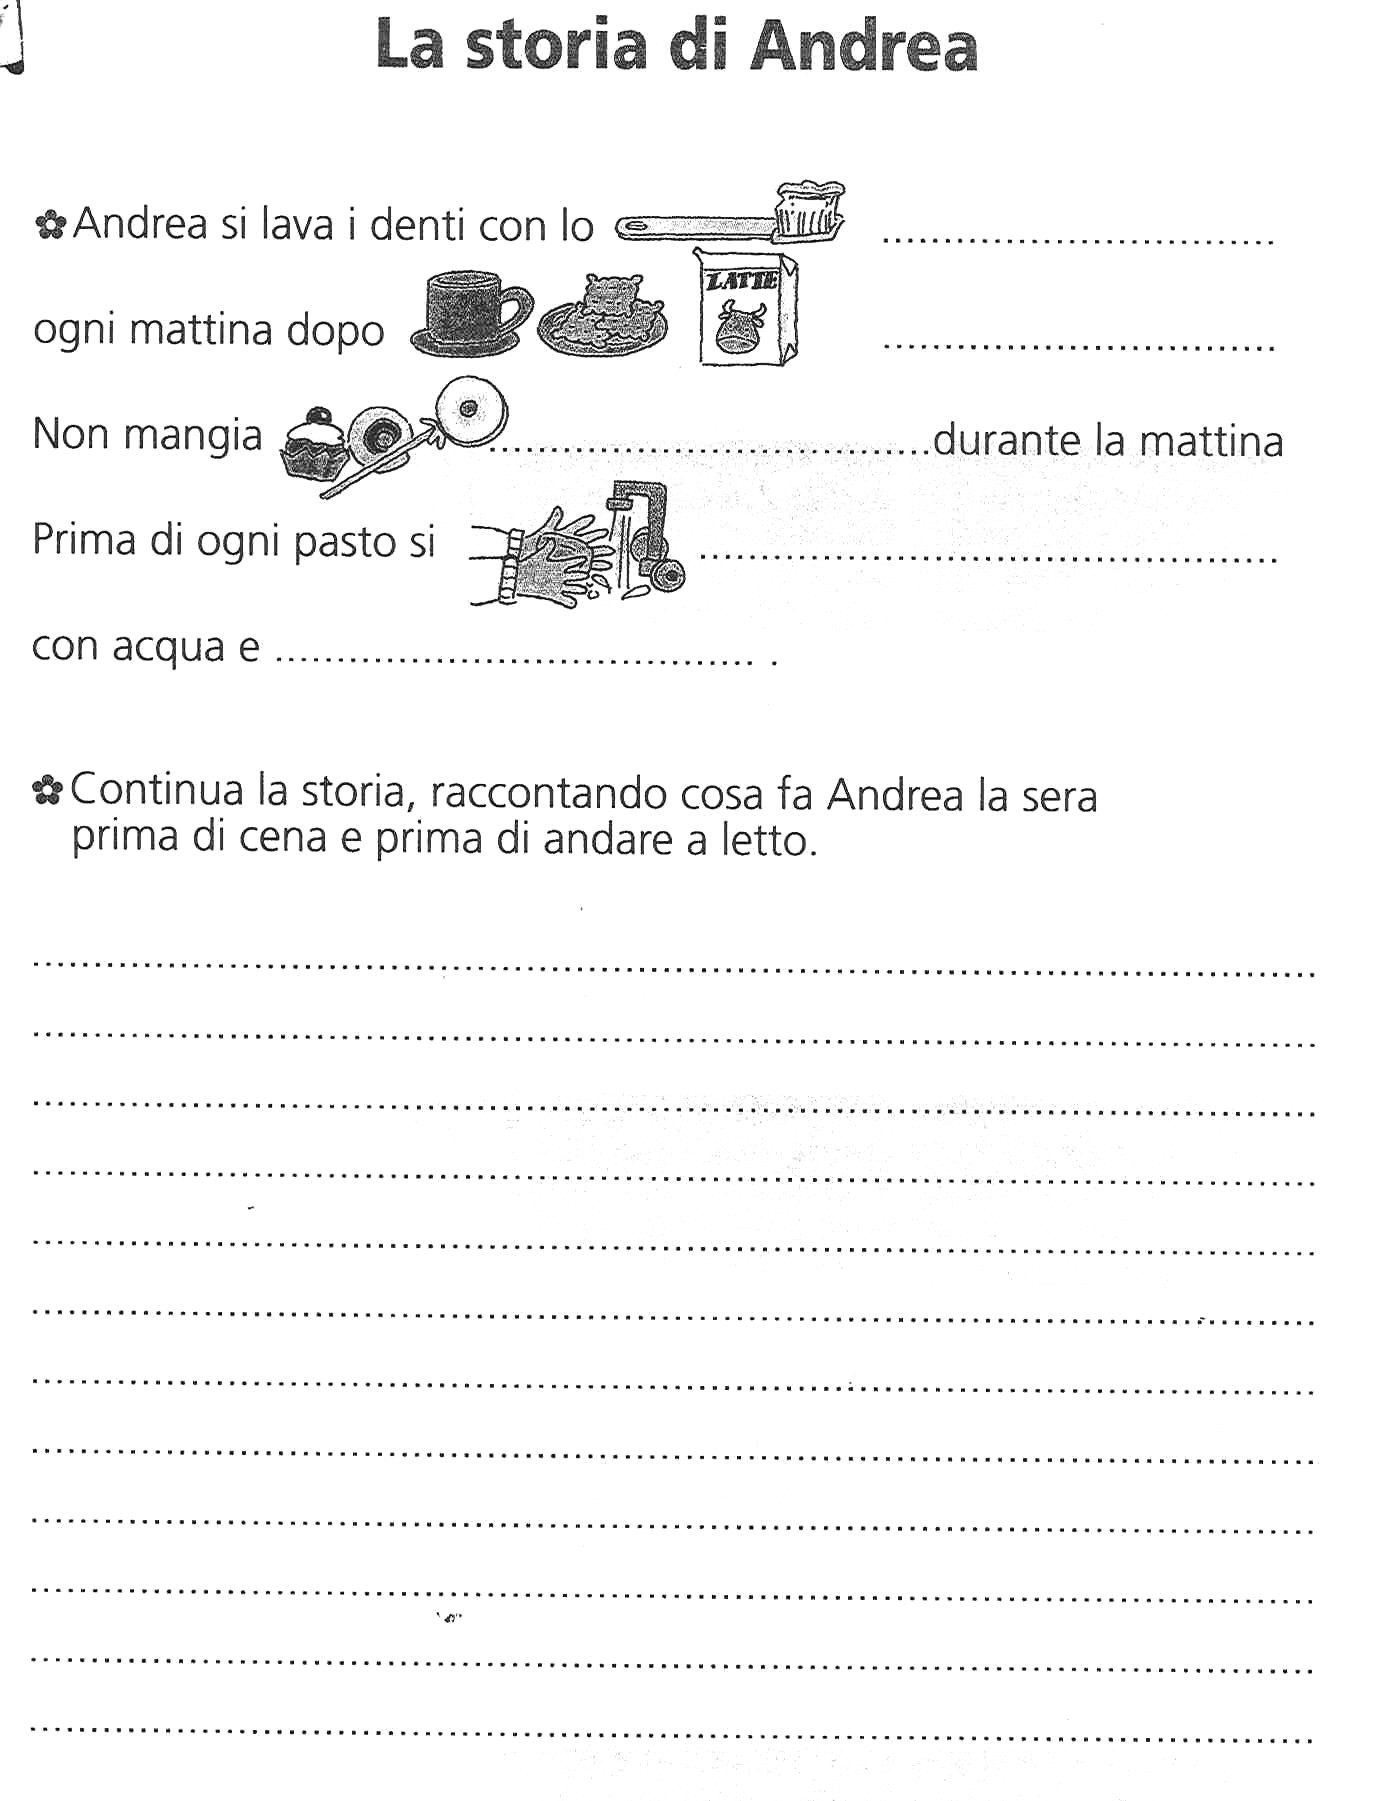 La storia di Andrea
Andrea si lava i denti con lo ................................
LATTE
ogni mattina dopo ................................
Non mangia ....................................durante la mattina
Prima di ogni pasto si ...............................................
con acqua e ....................................... .
Continua la storia, raccontando cosa fa Andrea la sera
prima di cena e prima di andare a letto.